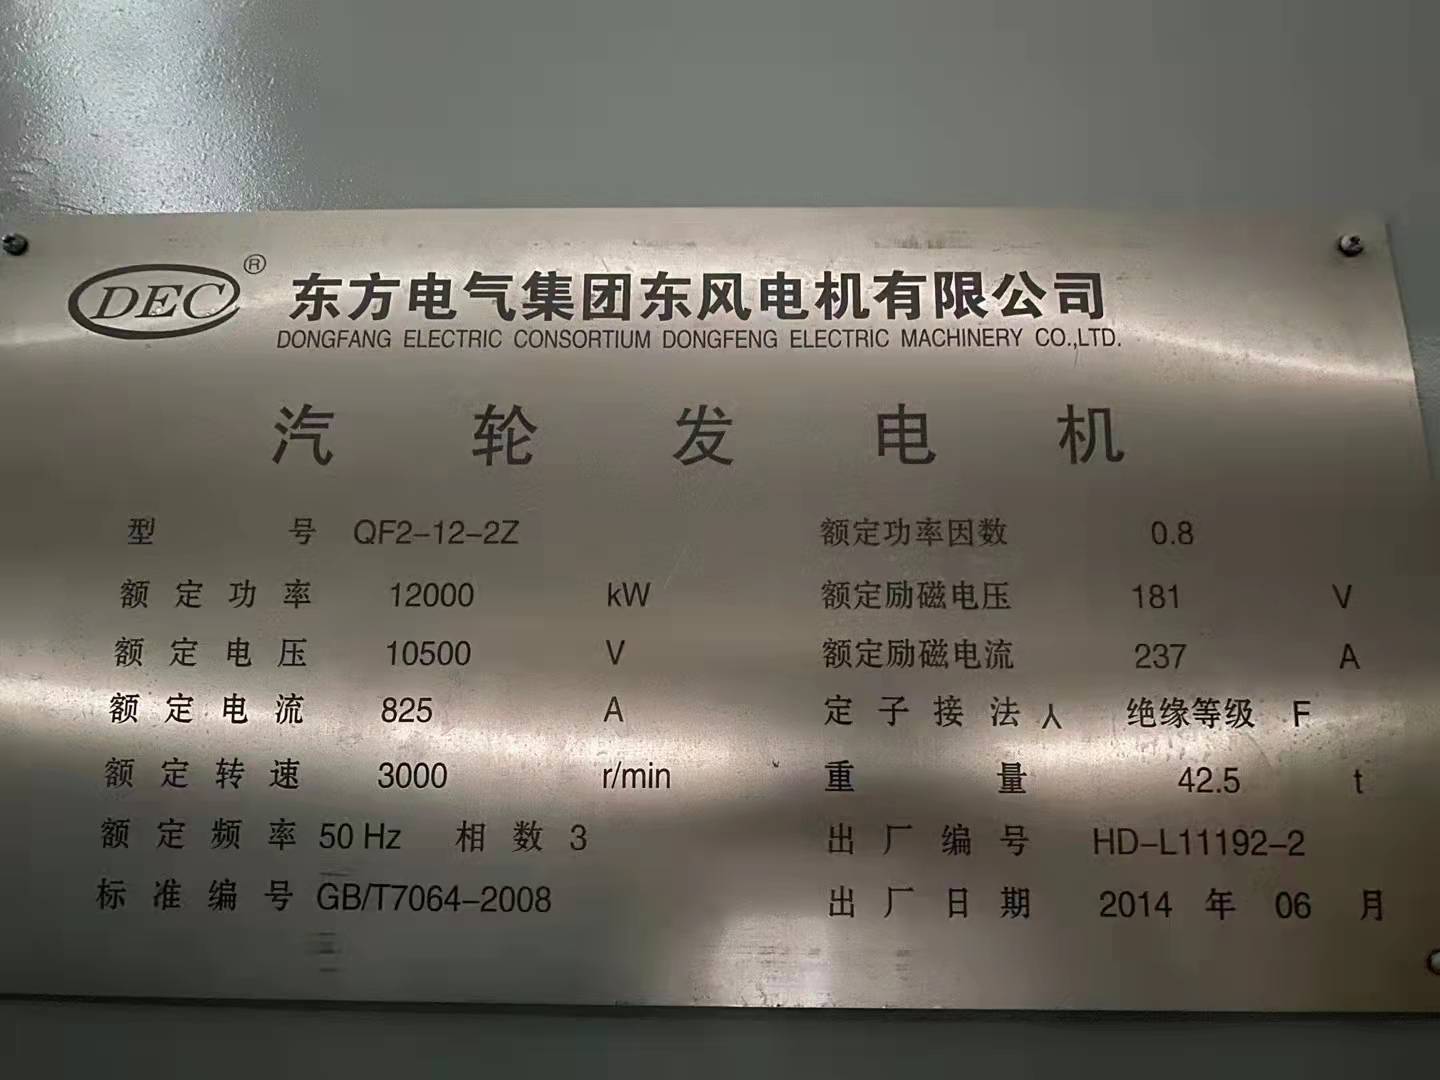 DEC ® 东方电气集团东风电机有限公司
DONGFANG ELECTRIC CONSORTIUM DONGFENG ELECTRIC MACHINERY CO.,LTD.
汽轮发电机
型号 QF2-12-2Z 额定功率因数 0.8
额定功率 12000 kW 额定励磁电压 181 V
额定电压 10500 V 额定励磁电流 237 A
额定电流 825 A 定子接法 人 绝缘等级 F
额定转速 3000 r/min 重量 42.5 t
额定频率 50 Hz 相数 3 出厂编号 HD-L11192-2
标准编号 GB/T7064-2008 出厂日期 2014 年 06 月